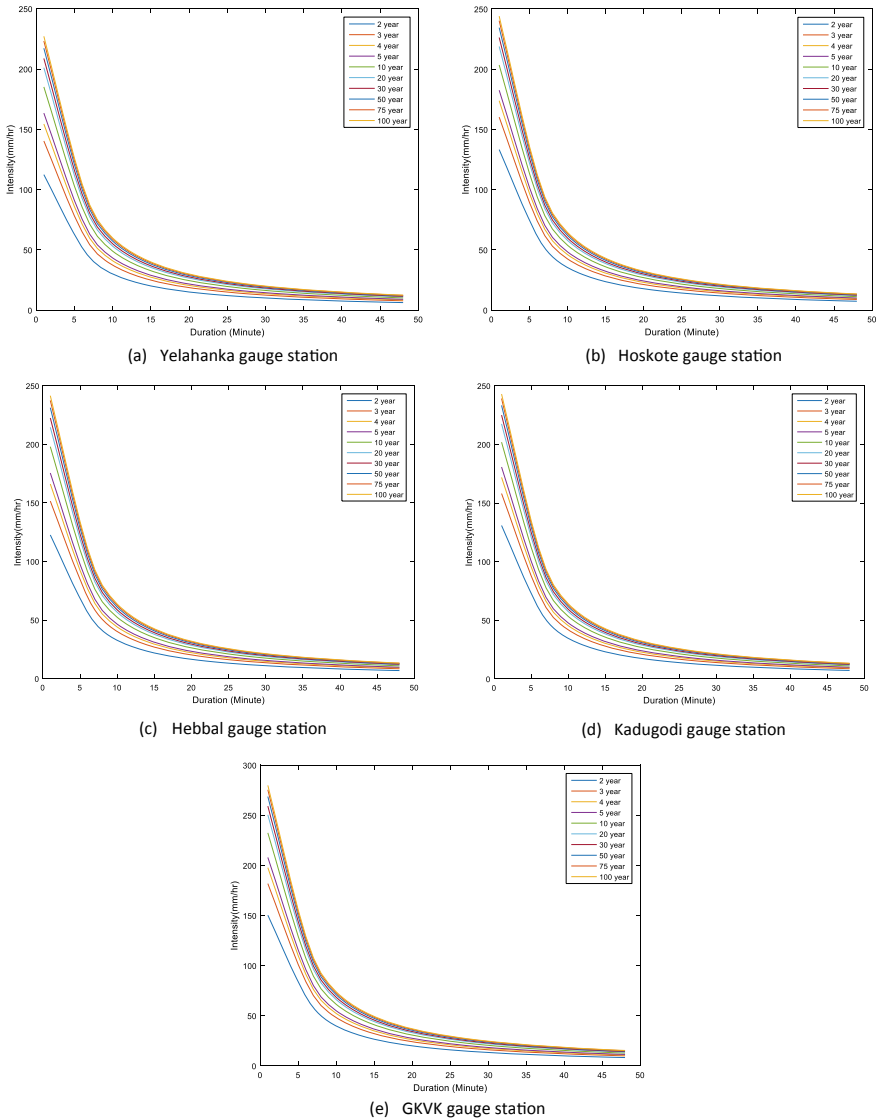 250
200
150
100
50
0
Intensity(mm/hr)
2 year
3 year
4 year
5 year
10 year
20 year
30 year
50 year
75 year
100 year
0 5 10 15 20 25 30 35 40 45 50
Duration (Minute)
(a) Yelahanka gauge station
250
200
150
100
50
0
Intensity(mm/hr)
2 year
3 year
4 year
5 year
10 year
20 year
30 year
50 year
75 year
100 year
0 5 10 15 20 25 30 35 40 45 50
Duration (Minute)
(b) Hoskote gauge station
250
200
150
100
50
0
Intensity(mm/hr)
2 year
3 year
4 year
5 year
10 year
20 year
30 year
50 year
75 year
100 year
0 5 10 15 20 25 30 35 40 45 50
Duration (Minute)
(c) Hebbal gauge station
250
200
150
100
50
0
Intensity(mm/hr)
2 year
3 year
4 year
5 year
10 year
20 year
30 year
50 year
75 year
100 year
0 5 10 15 20 25 30 35 40 45 50
Duration (Minute)
(d) Kadugodi gauge station
300
250
200
150
100
50
0
Intensity(mm/hr)
2 year
3 year
4 year
5 year
10 year
20 year
30 year
50 year
75 year
100 year
0 5 10 15 20 25 30 35 40 45 50
Duration (Minute)
(e) GKVK gauge station